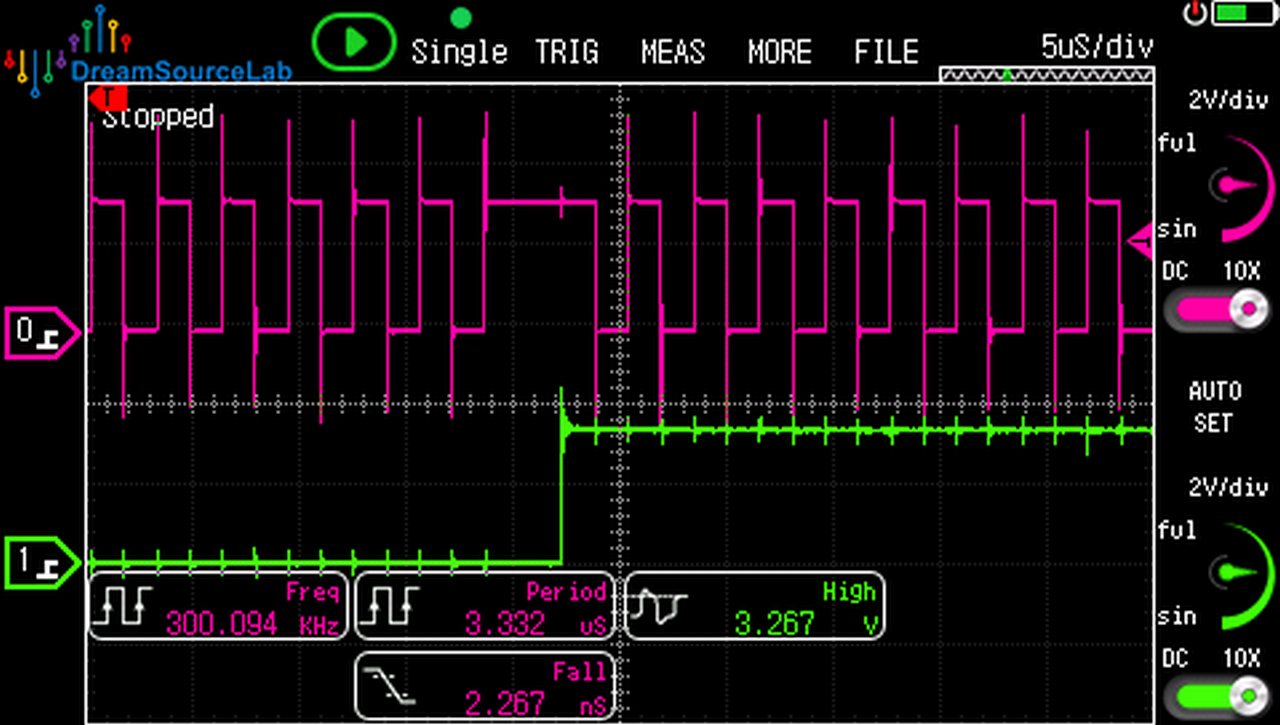 DreamSourceLab
Single TRIG MEAS MORE FILE 5uS/div
T
Stopped
2V/div
ful
sin
DC 10X
0
T
AUTO
SET
2V/div
ful
sin
DC 10X
1
Freq
300.094 KHz
Period
3.332 uS
High
3.267 V
Fall
2.267 nS